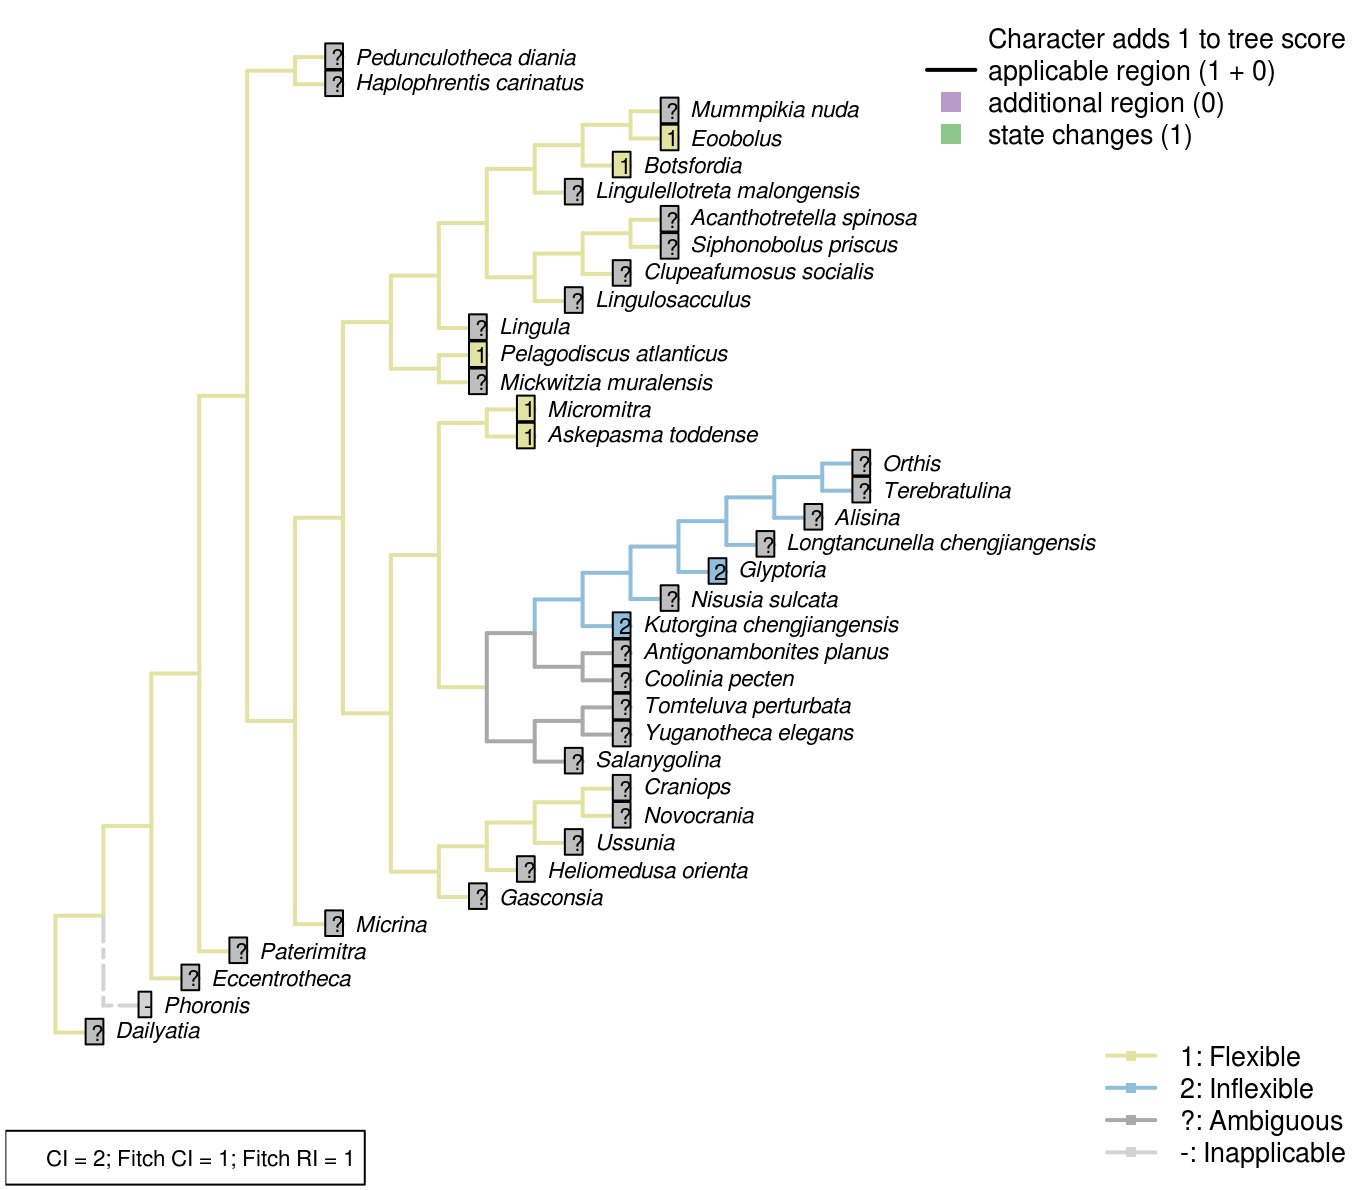 Character adds 1 to tree score
applicable region (1 + 0)
additional region (0)
state changes (1)
? Pedunculotheca diania
? Haplophrentis carinatus
? Mummpikia nuda
1 Eoobolus
1 Botsfordia
? Lingulellotreta malongensis
? Acanthotretella spinosa
? Siphonobolus priscus
? Clupeafumosus socialis
? Lingulosacculus
? Lingula
1 Pelagodiscus atlanticus
? Mickwitzia muralensis
1 Micromitra
1 Askepasma toddense
? Orthis
? Terebratulina
? Alisina
? Longtancunella chengjiangensis
2 Glyptoria
? Nisusia sulcata
2 Kutorgina chengjiangensis
? Antigonambonites planus
? Coolinia pecten
? Tomteluva perturbata
? Yuganotheca elegans
? Salanygolina
? Craniops
? Novocrania
? Ussunia
? Heliomedusa orienta
? Gasconsia
? Micrina
? Paterimitra
? Eccentrotheca
- Phoronis
? Dailyatia
1: Flexible
2: Inflexible
?: Ambiguous
-: Inapplicable
CI = 2; Fitch CI = 1; Fitch RI = 1